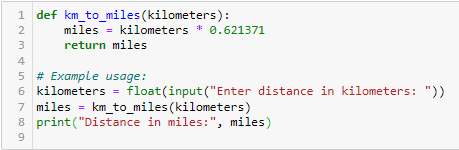 1 def km_to_miles(kilometers):
2     miles = kilometers * 0.621371
3     return miles
4
5 # Example usage:
6 kilometers = float(input("Enter distance in kilometers: "))
7 miles = km_to_miles(kilometers)
8 print("Distance in miles:", miles)
9